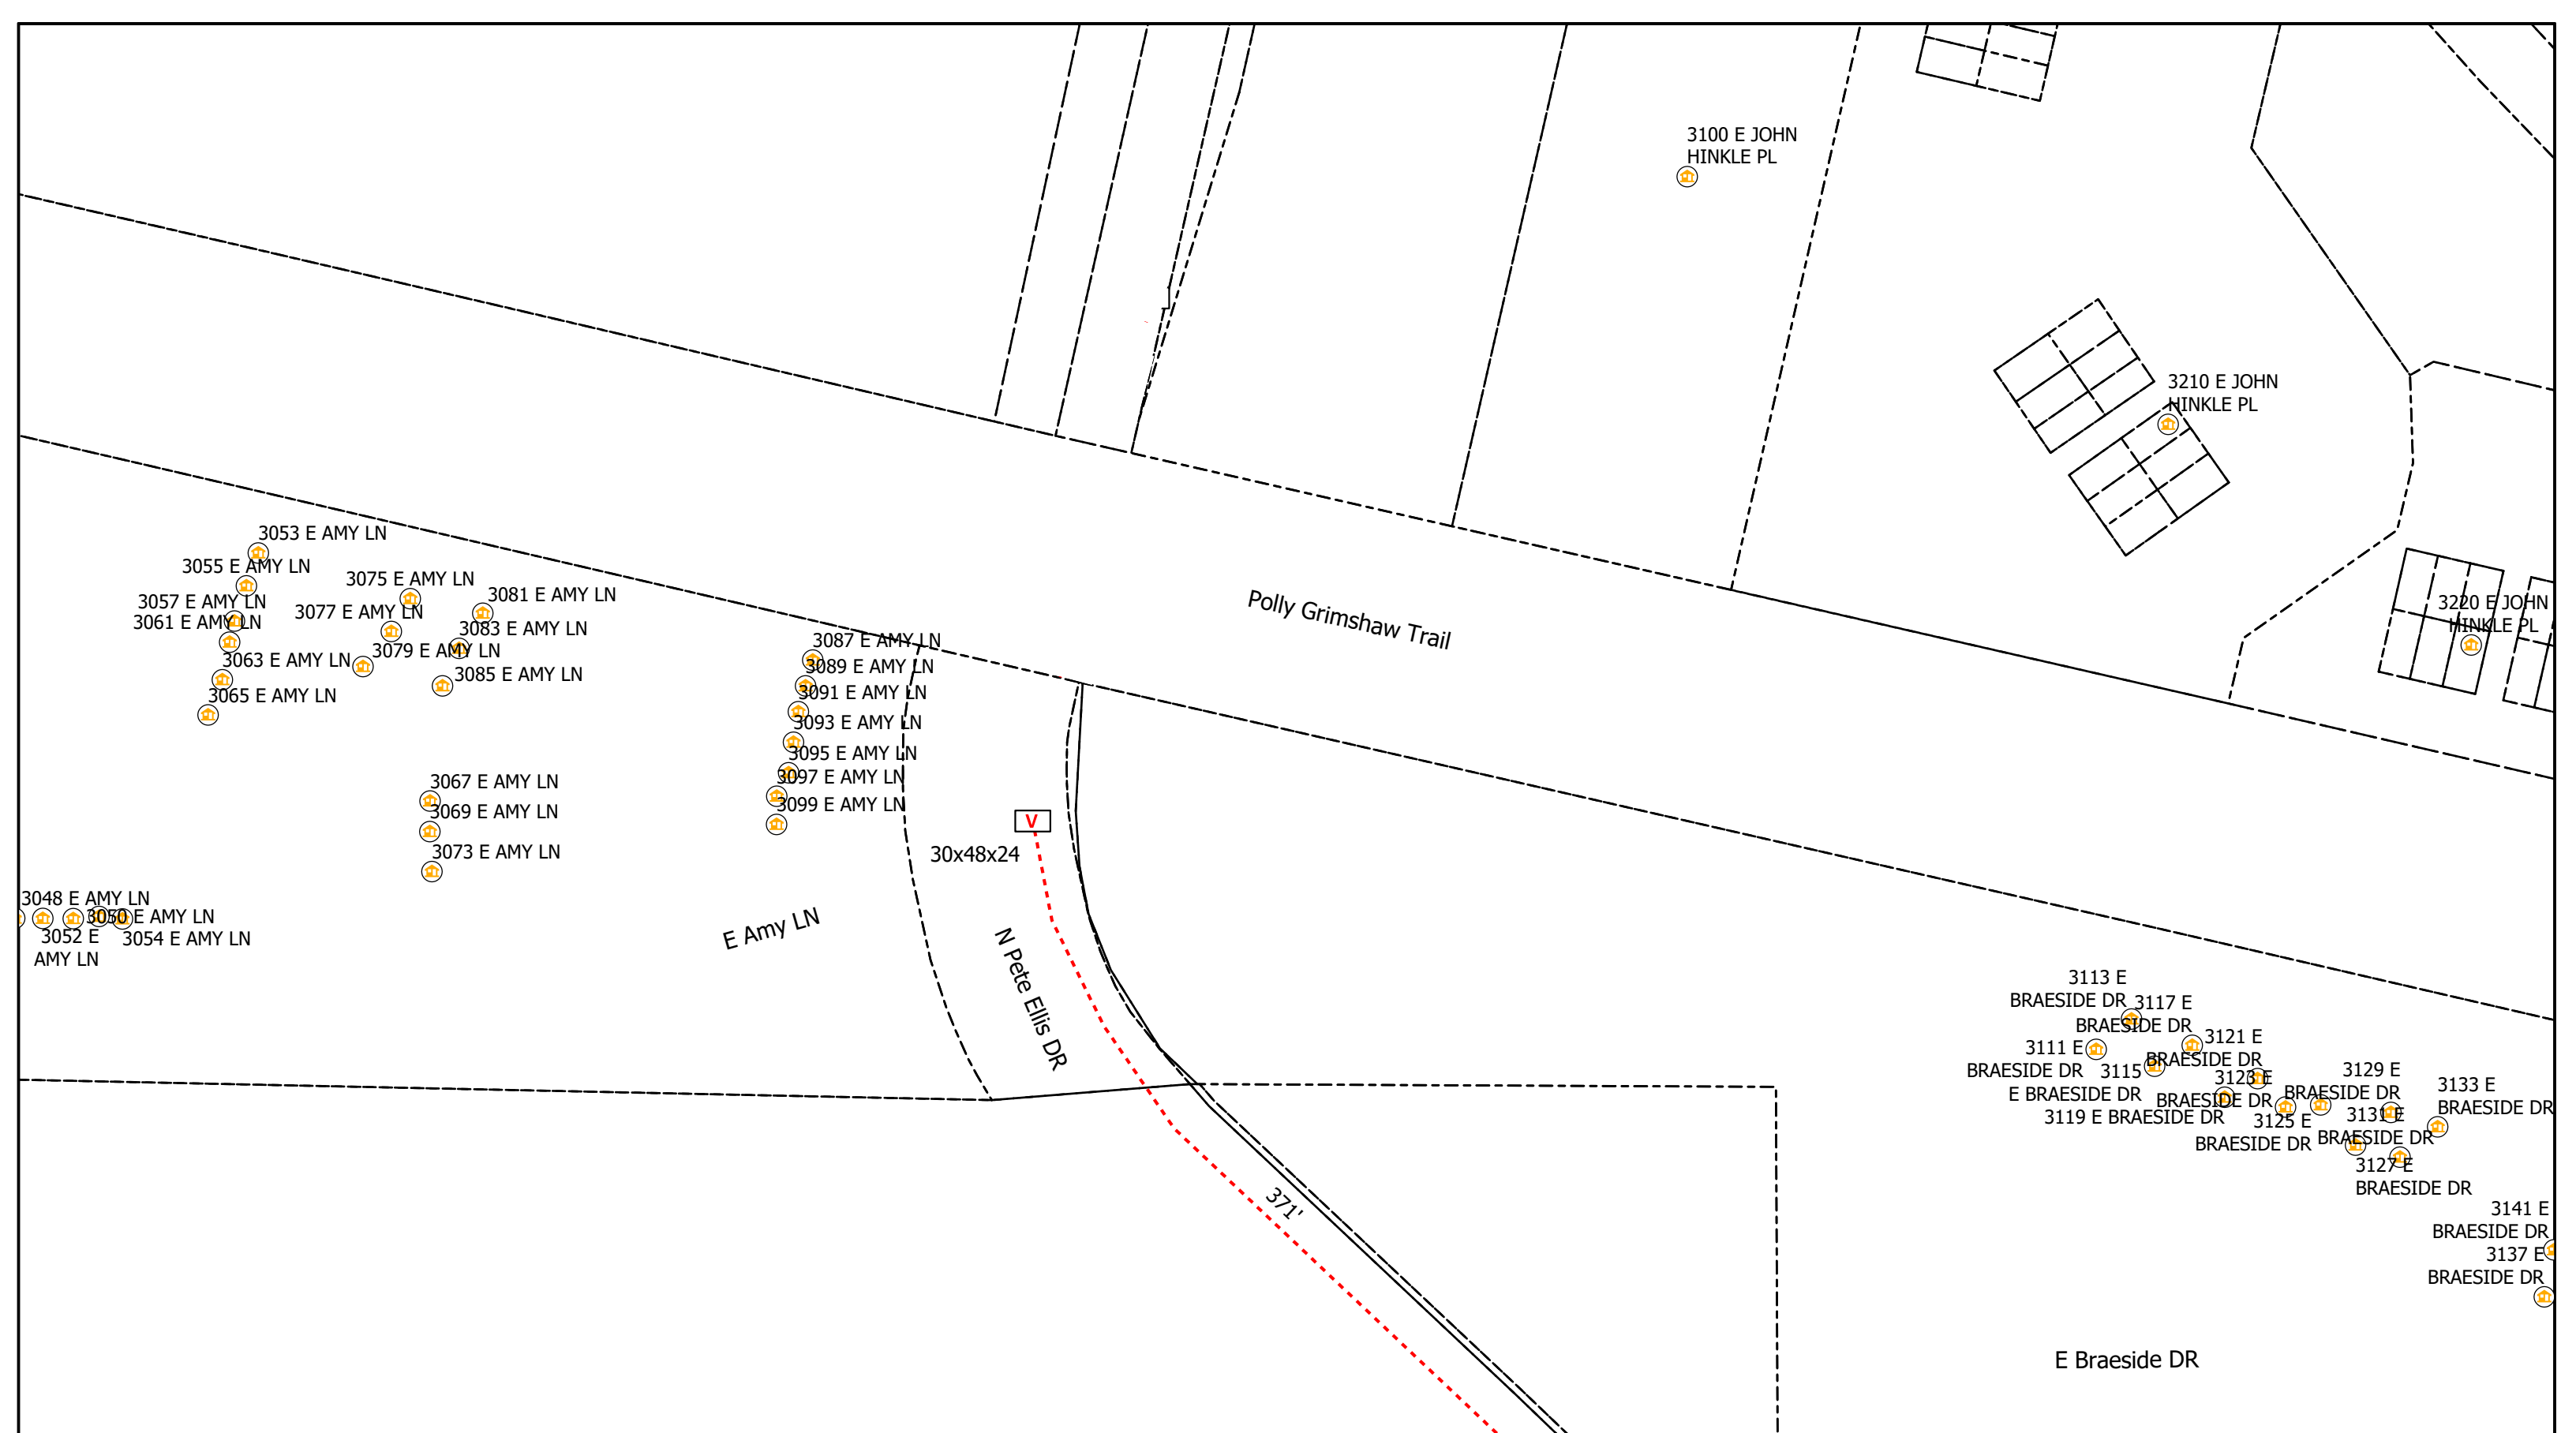 3100 E JOHN
HINKLE PL
3210 E JOHN
HINKLE PL
3220 E JOHN
HINKLE PL
Polly Grimshaw Trail
3053 E AMY LN
3055 E AMY LN
3057 E AMY LN
3061 E AMY LN
3063 E AMY LN
3065 E AMY LN
3075 E AMY LN
3077 E AMY LN
3079 E AMY LN
3081 E AMY LN
3083 E AMY LN
3085 E AMY LN
3087 E AMY LN
3089 E AMY LN
3091 E AMY LN
3093 E AMY LN
3095 E AMY LN
3097 E AMY LN
3099 E AMY LN
3067 E AMY LN
3069 E AMY LN
3073 E AMY LN
3048 E AMY LN
3050 E AMY LN
3052 E
AMY LN
3054 E AMY LN
V
30x48x24
E Amy LN
N Pete Ellis DR
371'
3113 E
BRAESIDE DR
3117 E
BRAESIDE DR
3111 E
BRAESIDE DR
3115
E BRAESIDE DR
3121 E
BRAESIDE DR
3119 E BRAESIDE DR
3123 E
BRAESIDE DR
3125 E
BRAESIDE DR
3129 E
BRAESIDE DR
3131 E
BRAESIDE DR
3127 E
BRAESIDE DR
3133 E
BRAESIDE DR
3141 E
BRAESIDE DR
3137 E
BRAESIDE DR
E Braeside DR